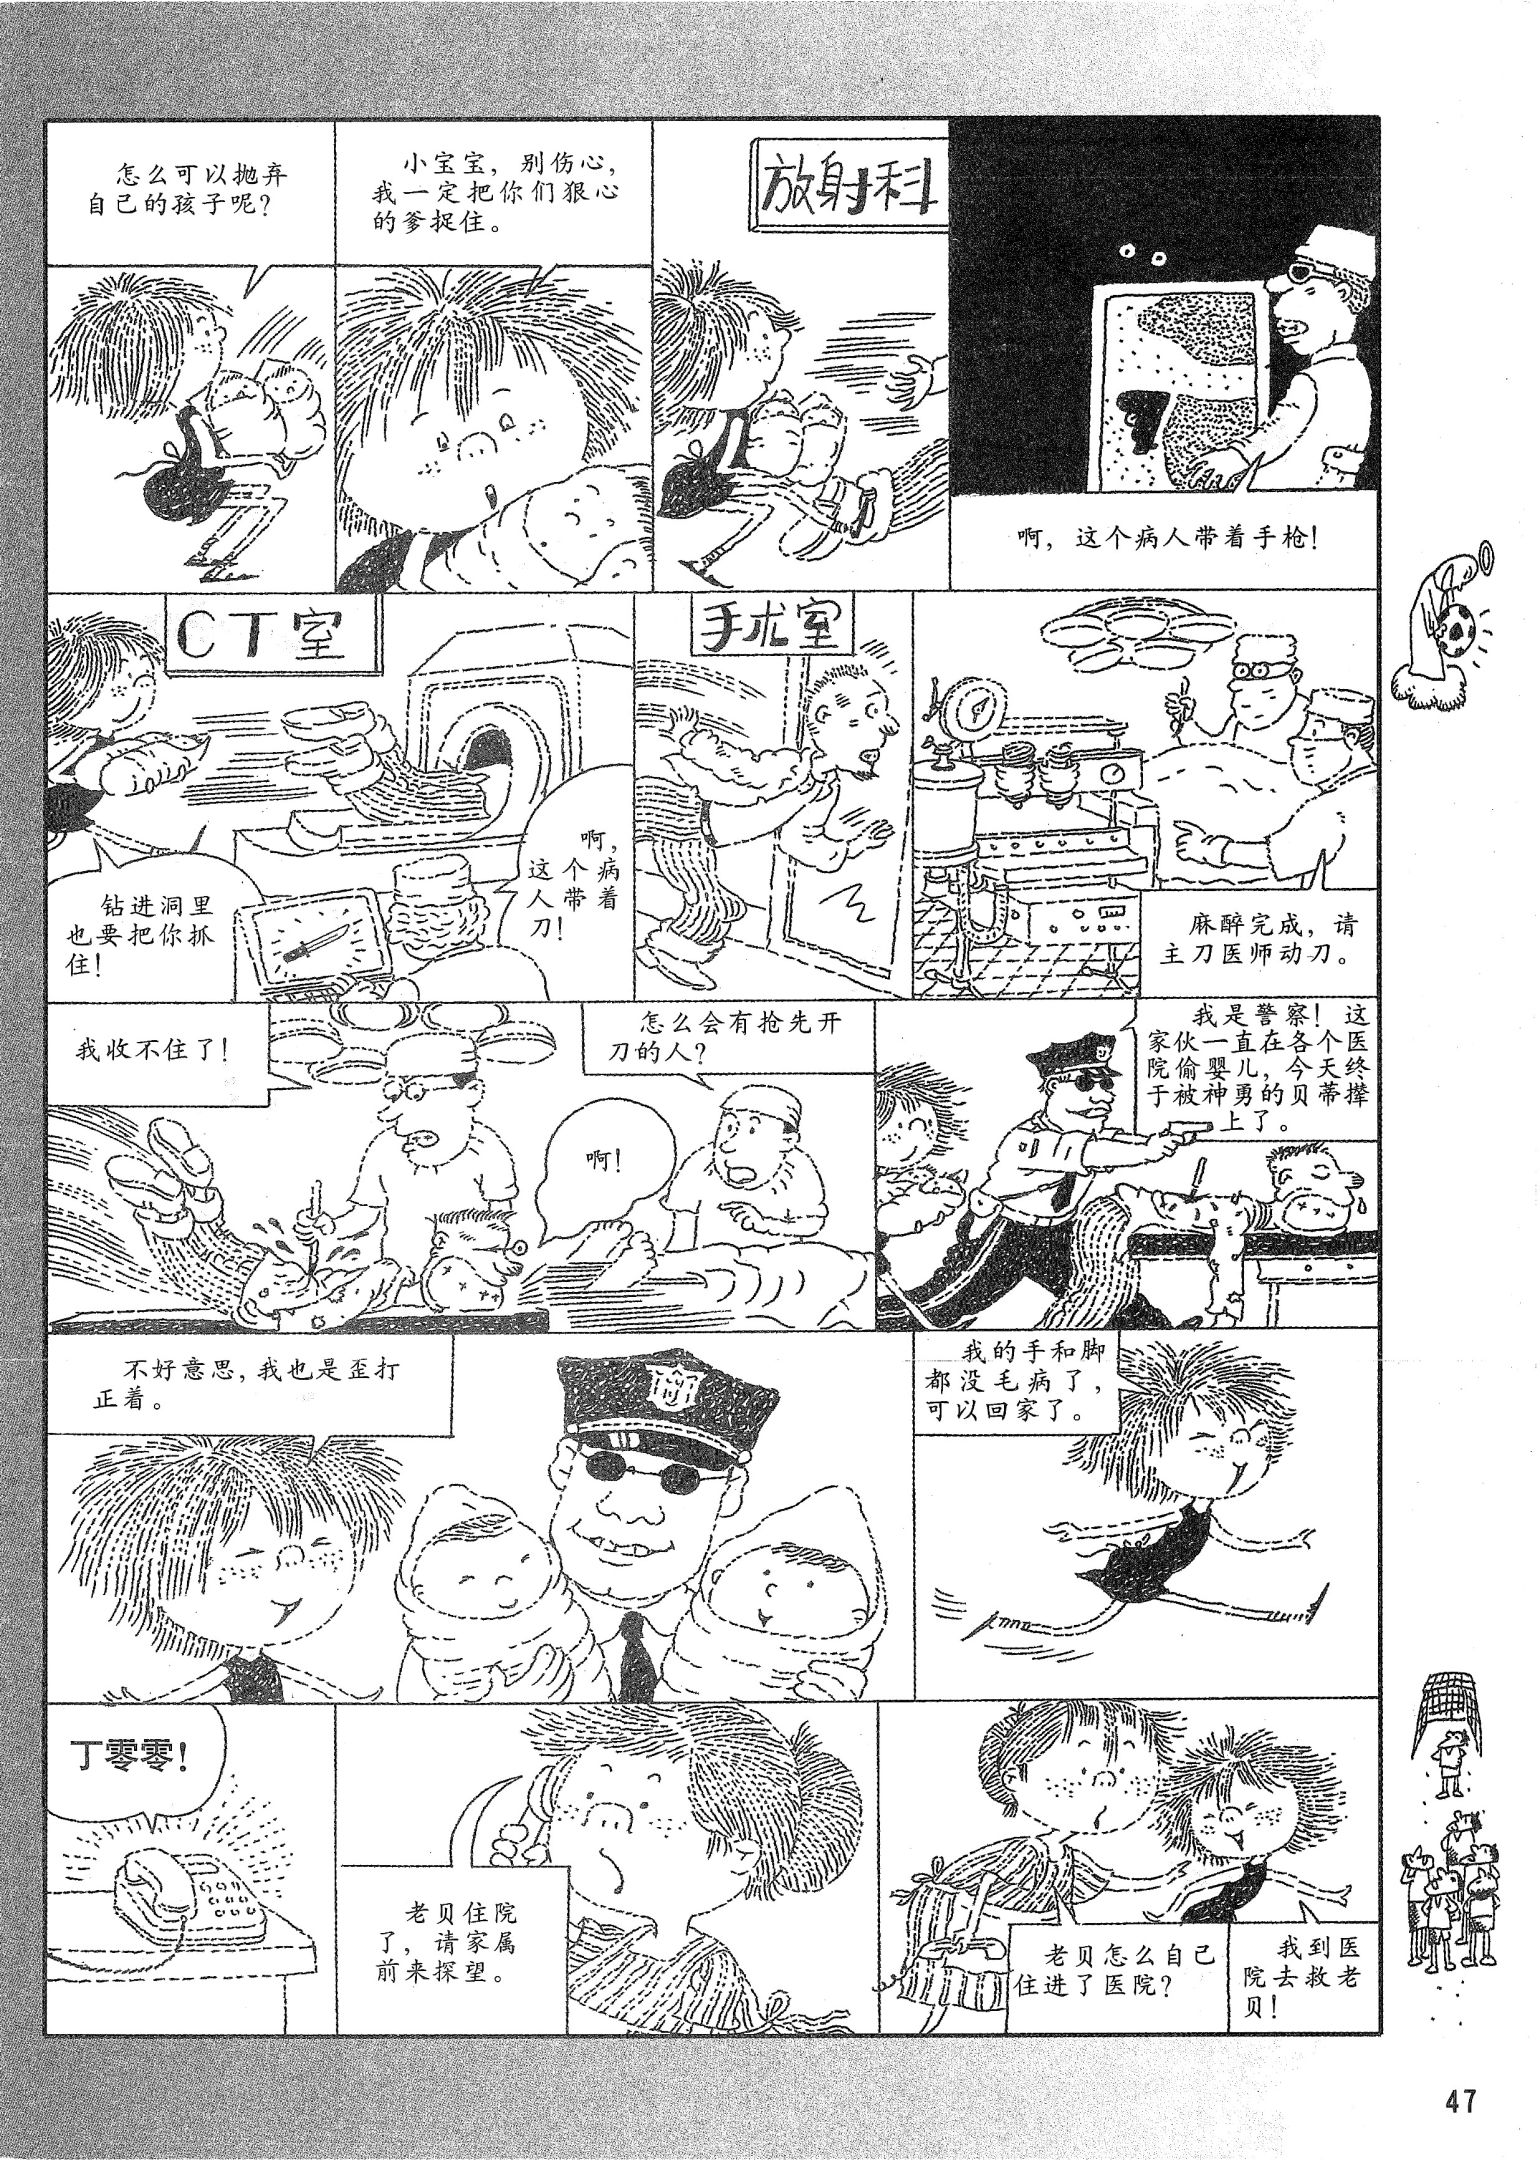 怎么可以抛弃
自己的孩子呢？
小宝宝，别伤心，
我一定把你们狠心
的爹捉住。
放射科
啊，这个病人带着手枪！
CT室
钻进洞里
也要把你抓
住！
啊，
这个病
人带着
刀！
手术室
麻醉完成，请
主刀医师动刀。
我收不住了！
怎么会有抢先开
刀的人？
啊！
我是警察！这
家伙一直在各个医
院偷婴儿，今天终
于被神勇的贝蒂撵
上了。
不好意思，我也是歪打
正着。
我的手和脚
都没毛病了，
可以回家了。
丁零零！
老贝住院
了，请家属
前来探望。
老贝怎么自己
住进了医院？
我到医
院去救老
贝！
47